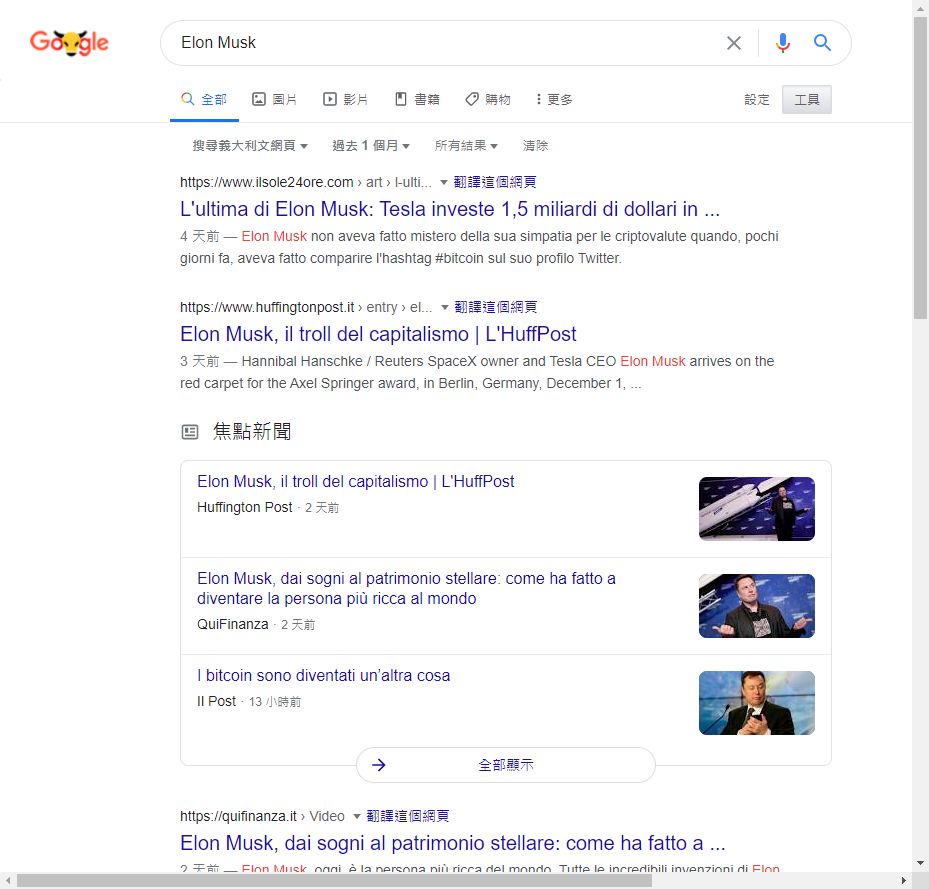 Google
Elon Musk
全部
圖片
影片
書籍
購物
更多
設定
工具
搜尋義大利文網頁
過去 1 個月
所有結果
清除
https://www.ilsole24ore.com › art › l-ulti... 翻譯這個網頁
L'ultima di Elon Musk: Tesla investe 1,5 miliardi di dollari in ...
4 天前 — Elon Musk non aveva fatto mistero della sua simpatia per le criptovalute quando, pochi
giorni fa, aveva fatto comparire l'hashtag #bitcoin sul suo profilo Twitter.
https://www.huffingtonpost.it › entry › el... 翻譯這個網頁
Elon Musk, il troll del capitalismo | L'HuffPost
3 天前 — Hannibal Hanschke / Reuters SpaceX owner and Tesla CEO Elon Musk arrives on the
red carpet for the Axel Springer award, in Berlin, Germany, December 1, ...
焦點新聞
Elon Musk, il troll del capitalismo | L'HuffPost
Huffington Post · 2 天前
Elon Musk, dai sogni al patrimonio stellare: come ha fatto a
diventare la persona più ricca al mondo
QuiFinanza · 2 天前
I bitcoin sono diventati un'altra cosa
Il Post · 13 小時前
全部顯示
https://quifinanza.it › Video 翻譯這個網頁
Elon Musk, dai sogni al patrimonio stellare: come ha fatto a ...
2 天前 — Elon Musk, oggi, è la persona più ricca del mondo. Tutte le incredibili invenzioni di Elon